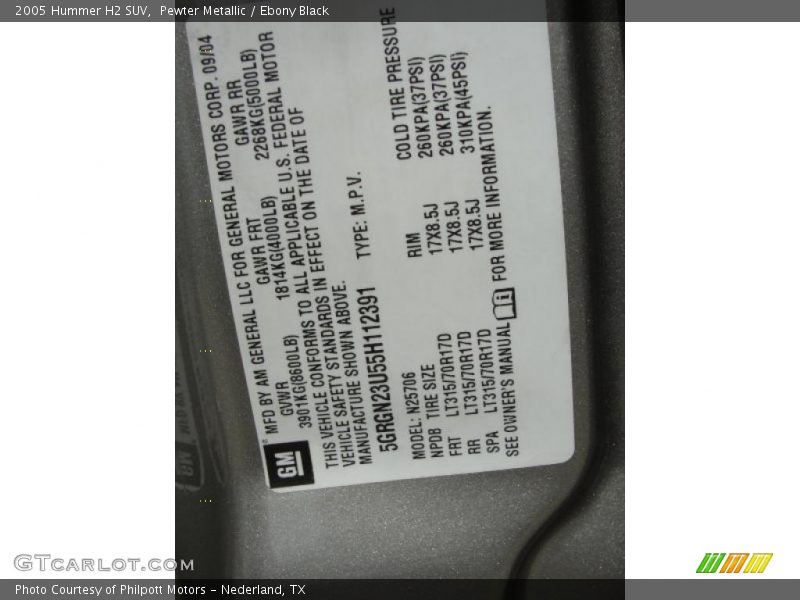 2005 Hummer H2 SUV, Pewter Metallic / Ebony Black
GM
MFD BY AM GENERAL LLC FOR GENERAL MOTORS CORP. 09/04
GVWR GAWR FRT GAWR RR
3901KG(8600LB) 1814KG(4000LB) 2268KG(5000LB)
THIS VEHICLE CONFORMS TO ALL APPLICABLE U.S. FEDERAL MOTOR
VEHICLE SAFETY STANDARDS IN EFFECT ON THE DATE OF
MANUFACTURE SHOWN ABOVE.
5GRGN23U55H112391 TYPE: M.P.V.
MODEL: N25706
NPDB TIRE SIZE RIM COLD TIRE PRESSURE
FRT LT315/70R17D 17X8.5J 260KPA(37PSI)
RR LT315/70R17D 17X8.5J 260KPA(37PSI)
SPA LT315/70R17D 17X8.5J 310KPA(45PSI)
SEE OWNER'S MANUAL FOR MORE INFORMATION.
GTCARLOT.COM
Photo Courtesy of Philpott Motors - Nederland, TX